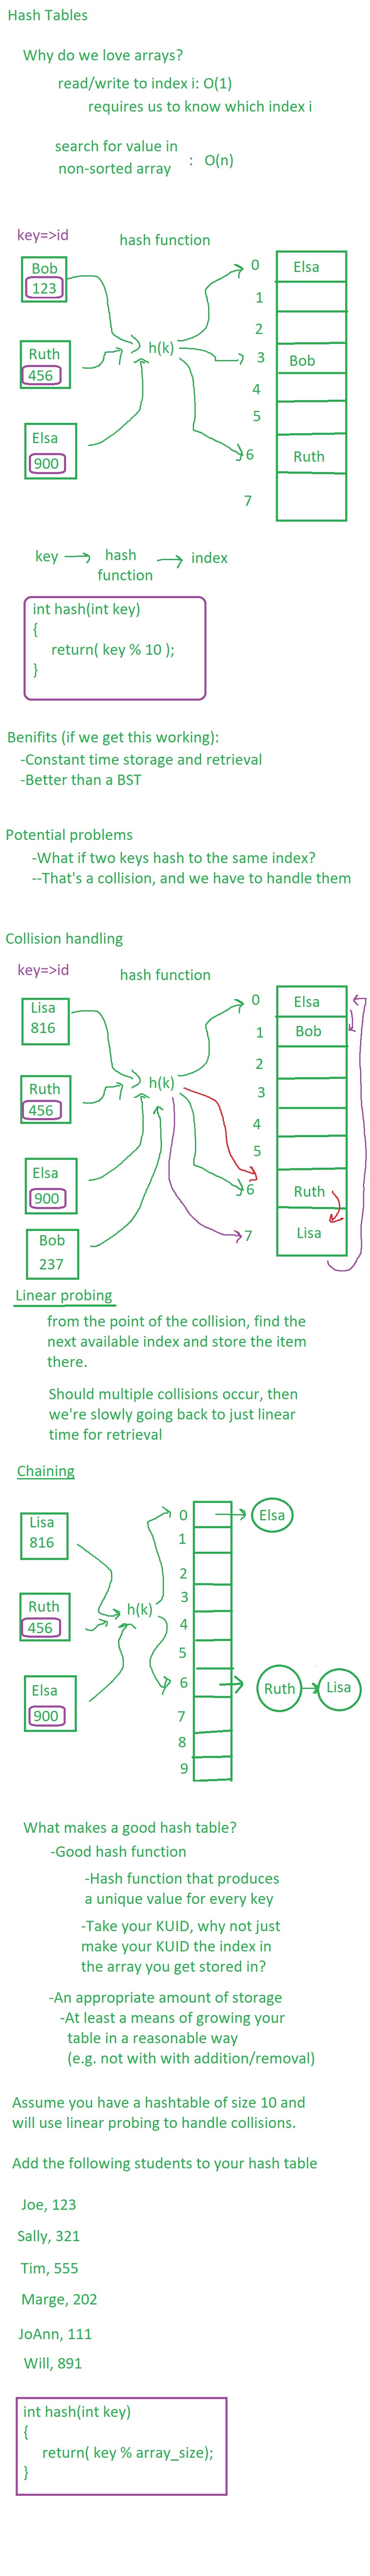 Hash Tables
Why do we love arrays?
read/write to index i: O(1)
requires us to know which index i
search for value in
non-sorted array : O(n)
key=>id
hash function
Bob
123
Ruth
456
Elsa
900
h(k)
0 Elsa
1
2
3 Bob
4
5
6 Ruth
7
key hash function index
int hash(int key)
{
return( key % 10 );
}
Benifits (if we get this working):
-Constant time storage and retrieval
-Better than a BST
Potential problems
-What if two keys hash to the same index?
--That's a collision, and we have to handle them
Collision handling
key=>id
hash function
Lisa
816
Ruth
456
Elsa
900
Bob
237
h(k)
0 Elsa
1 Bob
2
3
4
5
6 Ruth
7 Lisa
Linear probing
from the point of the collision, find the
next available index and store the item
there.
Should multiple collisions occur, then
we're slowly going back to just linear
time for retrieval
Chaining
Lisa
816
Ruth
456
Elsa
900
h(k)
0 Elsa
1
2
3
4
5
6 Ruth Lisa
7
8
9
What makes a good hash table?
-Good hash function
-Hash function that produces
a unique value for every key
-Take your KUID, why not just
make your KUID the index in
the array you get stored in?
-An appropriate amount of storage
-At least a means of growing your
table in a reasonable way
(e.g. not with with addition/removal)
Assume you have a hashtable of size 10 and
will use linear probing to handle collisions.
Add the following students to your hash table
Joe, 123
Sally, 321
Tim, 555
Marge, 202
JoAnn, 111
Will, 891
int hash(int key)
{
return( key % array_size);
}